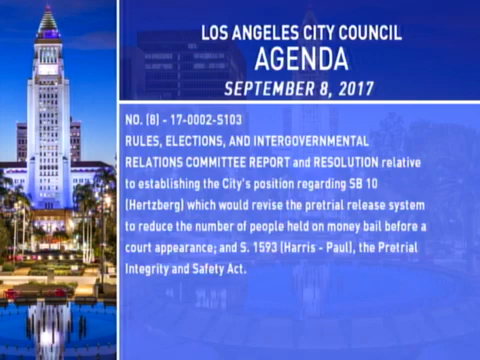 LOS ANGELES CITY COUNCIL
AGENDA
SEPTEMBER 8, 2017
NO. (8) - 17-0002-S103
RULES, ELECTIONS, AND INTERGOVERNMENTAL
RELATIONS COMMITTEE REPORT and RESOLUTION relative
to establishing the City's position regarding SB 10
(Hertzberg) which would revise the pretrial release system
to reduce the number of people held on money bail before a
court appearance; and S. 1593 (Harris - Paul), the Pretrial
Integrity and Safety Act.